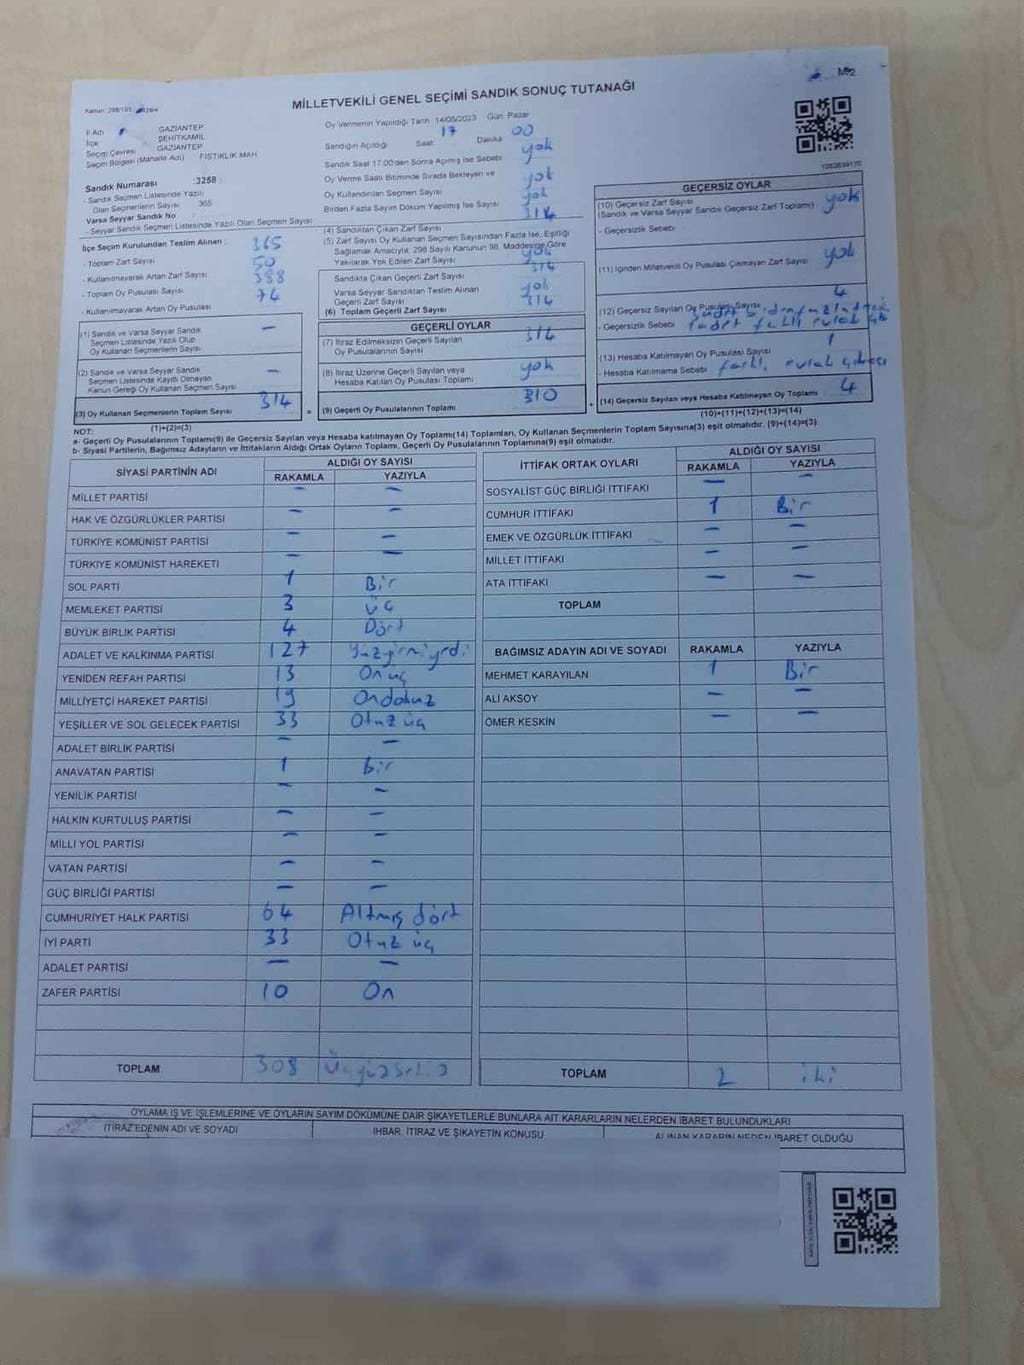 M2
MİLLETVEKİLİ GENEL SEÇİMİ SANDIK SONUÇ TUTANAĞI
Kanun: 298/105
İl Adı GAZİANTEP
İlçe ŞEHİTKAMİL
Seçim Çevresi GAZİANTEP
Seçim Bölgesi (Mahalle Adı) FISTIKLIK MAH
Sandık Numarası :3258
- Sandık Seçmen Listesinde Yazılı
Olan Seçmenlerin Sayısı 365
Varsa Seyyar Sandık No
- Seyyar Sandık Seçmen Listesinde Yazılı Olan Seçmen Sayısı
İlçe Seçim Kurulundan Teslim Alınan : 365
- Toplam Zarf Sayısı 50
- Kullanılmayarak Artan Zarf Sayısı 388
- Toplam Oy Pusulası Sayısı 74
- Kullanılmayarak Artan Oy Pusulası
(1) Sandık ve Varsa Seyyar Sandık
Seçmen Listesinde Yazılı Olup
Oy Kullanan Seçmenlerin Sayısı —
(2) Sandık ve Varsa Seyyar Sandık
Seçmen Listesinde Kayıtlı Olmayan
Kanun Gereği Oy Kullanan Seçmen Sayısı —
(3) Oy Kullanan Seçmenlerin Toplam Sayısı 314
(1)+(2)=(3)
Oy Vermenin Yapıldığı Tarih 14/05/2023 Gün: Pazar
Sandığın Açıldığı Saat: 17 Dakika 00
Sandık Saat 17:00'den Sonra Açılmış İse Sebebi yok
Oy Verme Saati Bitiminde Sırada Bekleyen ve yok
Oy Kullandırılan Seçmen Sayısı yok
Birden Fazla Sayım Döküm Yapılmış İse Sayısı 314
(4) Sandıktan Çıkan Zarf Sayısı
(5) Zarf Sayısı Oy Kullanan Seçmen Sayısından Fazla İse, Eşitliği
Sağlamak Amacıyla, 298 Sayılı Kanunun 98. Maddesine Göre
Yakılarak Yok Edilen Zarf Sayısı yok
314
Sandıkta Çıkan Geçerli Zarf Sayısı
Varsa Seyyar Sandıktan Teslim Alınan yok
Geçerli Zarf Sayısı 314
(6) Toplam Geçerli Zarf Sayısı
GEÇERLİ OYLAR
(7) İtiraz Edilmeksizin Geçerli Sayılan
Oy Pusulalarının Sayısı 314
(8) İtiraz Üzerine Geçerli Sayılan veya
Hesaba Katılan Oy Pusulası Toplamı yok
(9) Geçerli Oy Pusulalarının Toplamı 310
GEÇERSİZ OYLAR
(10) Geçersiz Zarf Sayısı
(Sandık ve Varsa Seyyar Sandık Geçersiz Zarf Toplamı) yok
- Geçersizlik Sebebi
(11) İçinden Milletvekili Oy Pusulası Çıkmayan Zarf Sayısı yok
4
(12) Geçersiz Sayılan Oy Pusulası Sayısı
- Geçersizlik Sebebi
1
(13) Hesaba Katılmayan Oy Pusulası Sayısı
- Hesaba Katılmama Sebebi farklı
(14) Geçersiz Sayılan veya Hesaba Katılmayan Oy Toplamı 4
(10)+(11)+(12)+(13)=(14)
NOT:
a- Geçerli Oy Pusulalarının Toplamı(9) ile Geçersiz Sayılan veya Hesaba katılmayan Oy Toplamı(14) Toplamları, Oy Kullanan Seçmenlerin Toplam Sayısına(3) eşit olmalıdır. (9)+(14)=(3)
b- Siyasi Partilerin, Bağımsız Adayların ve İttifakların Aldığı Ortak Oyların Toplamı, Geçerli Oy Pusulalarının Toplamına(9) eşit olmalıdır.
SİYASİ PARTİNİN ADI ALDIĞI OY SAYISI
RAKAMLA YAZIYLA
MİLLET PARTİSİ — —
HAK VE ÖZGÜRLÜKLER PARTİSİ — —
TÜRKİYE KOMÜNİST PARTİSİ — —
TÜRKİYE KOMÜNİST HAREKETİ — —
SOL PARTİ 1 Bir
MEMLEKET PARTİSİ 3 üç
BÜYÜK BİRLİK PARTİSİ 4 Dört
ADALET VE KALKINMA PARTİSİ 127 Yüzyirmiyedi
YENİDEN REFAH PARTİSİ 13 Onüç
MİLLİYETÇİ HAREKET PARTİSİ 19 Ondokuz
YEŞİLLER VE SOL GELECEK PARTİSİ 33 Otuz üç
ADALET BİRLİK PARTİSİ — —
ANAVATAN PARTİSİ 1 bir
YENİLİK PARTİSİ — —
HALKIN KURTULUŞ PARTİSİ — —
MİLLİ YOL PARTİSİ — —
VATAN PARTİSİ — —
GÜÇ BİRLİĞİ PARTİSİ — —
CUMHURİYET HALK PARTİSİ 64 Altmış dört
İYİ PARTİ 33 Otuz üç
ADALET PARTİSİ — —
ZAFER PARTİSİ 10 On
TOPLAM 308 Üçyüzsekiz
İTTİFAK ORTAK OYLARI ALDIĞI OY SAYISI
RAKAMLA YAZIYLA
SOSYALİST GÜÇ BİRLİĞİ İTTİFAKI — —
CUMHUR İTTİFAKI 1 Bir
EMEK VE ÖZGÜRLÜK İTTİFAKI — —
MİLLET İTTİFAKI — —
ATA İTTİFAKI — —
TOPLAM
BAĞIMSIZ ADAYIN ADI VE SOYADI RAKAMLA YAZIYLA
MEHMET KARAYILAN 1 Bir
ALİ AKSOY — —
ÖMER KESKİN — —
TOPLAM 2 iki
OYLAMA İŞ VE İŞLEMLERİNE VE OYLARIN SAYIM DÖKÜMÜNE DAİR ŞİKAYETLERLE BUNLARA AİT KARARLARIN NELERDEN İBARET BULUNDUKLARI
İTİRAZ EDENİN ADI VE SOYADI İHBAR, İTİRAZ VE ŞİKAYETİN KONUSU ALINAN KARARIN NEDEN İBARET OLDUĞU